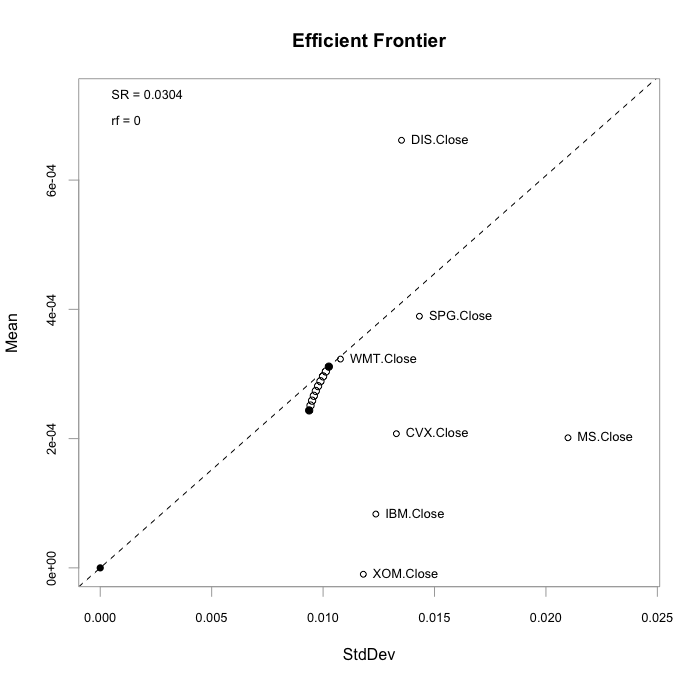 Efficient Frontier
SR = 0.0304
rf = 0
DIS.Close
SPG.Close
WMT.Close
CVX.Close
MS.Close
IBM.Close
XOM.Close
Mean
6e-04
4e-04
2e-04
0e+00
0.000 0.005 0.010 0.015 0.020 0.025
StdDev